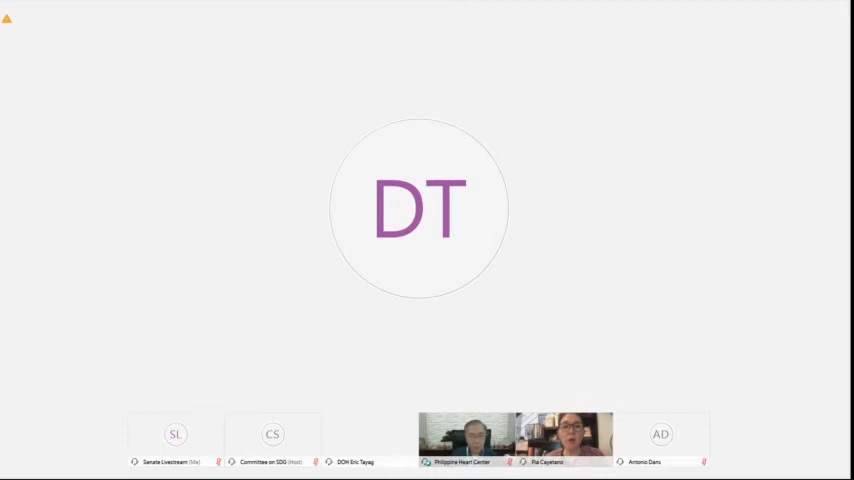 DT
SL
CS
AD
Senate Livestream (Me)
Committee on SDG (Host)
DOH Eric Tayag
Philippine Heart Center
Pia Cayetano
Antonio Dans